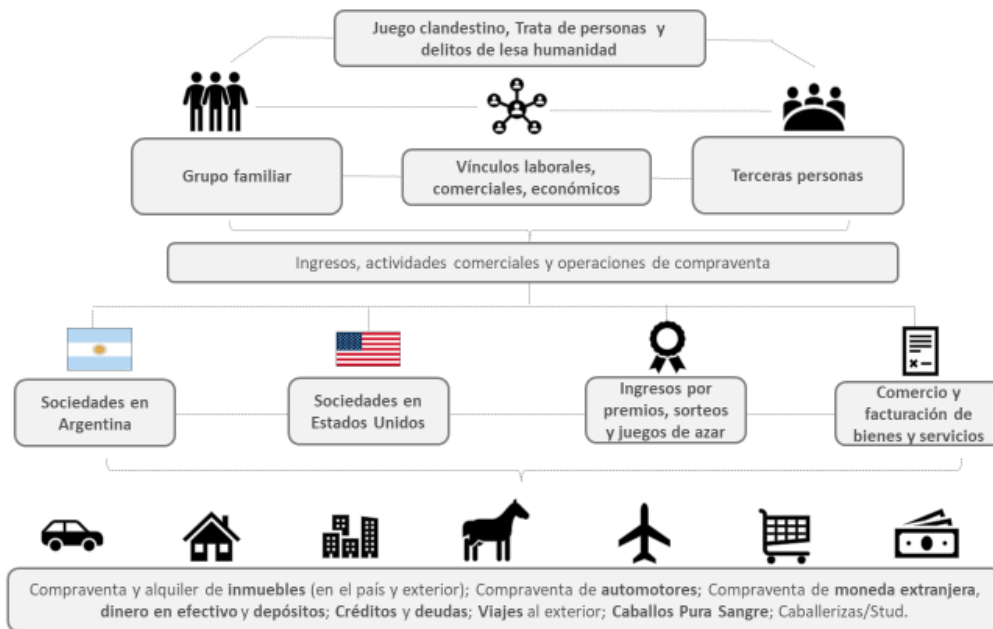 Juego clandestino, Trata de personas y
delitos de lesa humanidad
Grupo familiar
Vínculos laborales,
comerciales, económicos
Terceras personas
Ingresos, actividades comerciales y operaciones de compraventa
Sociedades en
Argentina
Sociedades en
Estados Unidos
Ingresos por
premios, sorteos
y juegos de azar
Comercio y
facturación de
bienes y servicios
Compraventa y alquiler de inmuebles (en el país y exterior); Compraventa de automotores; Compraventa de moneda extranjera,
dinero en efectivo y depósitos; Créditos y deudas; Viajes al exterior; Caballos Pura Sangre; Caballerizas/Stud.